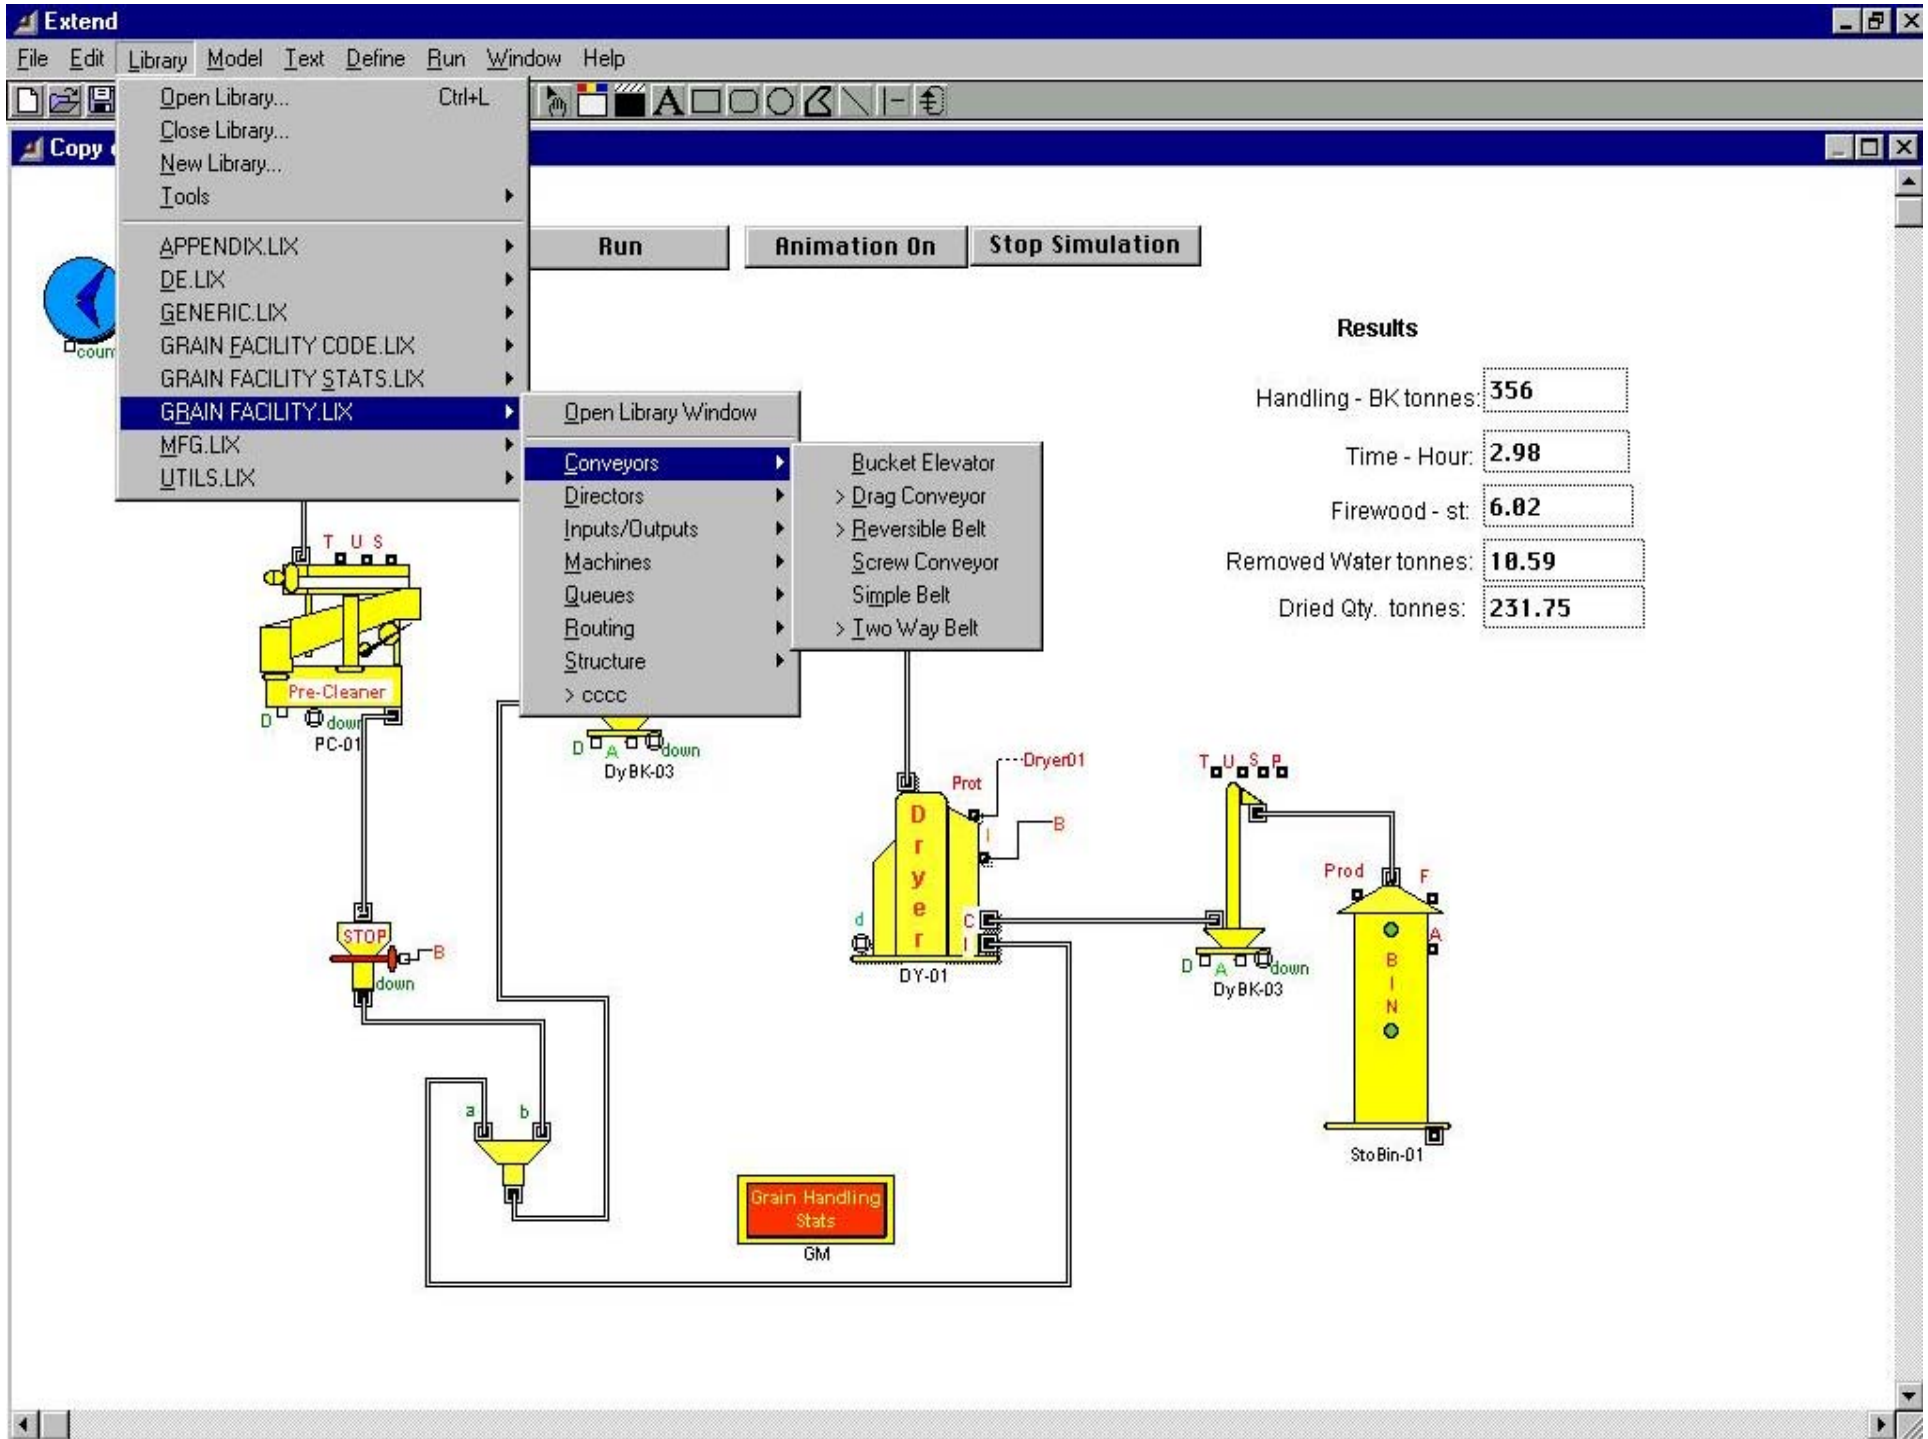 Extend
File Edit Library Model Text Define Run Window Help
Open Library... Ctrl+L
Close Library...
New Library...
Tools
APPENDIX.LIX
DE.LIX
GENERIC.LIX
GRAIN FACILITY CODE.LIX
GRAIN FACILITY STATS.LIX
GRAIN FACILITY.LIX
MFG.LIX
UTILS.LIX
Open Library Window
Conveyors
Directors
Inputs/Outputs
Machines
Queues
Routing
Structure
> cccc
Bucket Elevator
> Drag Conveyor
> Reversible Belt
Screw Conveyor
Simple Belt
> Two Way Belt
Copy
Run
Animation On
Stop Simulation
coun
Results
Handling - BK tonnes: 356
Time - Hour: 2.98
Firewood - st: 6.02
Removed Water tonnes: 10.59
Dried Qty. tonnes: 231.75
T U S
Pre-Cleaner
D down
PC-01
D A down
DyBK-03
Prot
Dryer01
I
B
Dryer
d
C
I
DY-01
T U S P
D A down
DyBK-03
Prod F
A
BIN
StoBin-01
STOP
B
down
a b
Grain Handling
Stats
GM